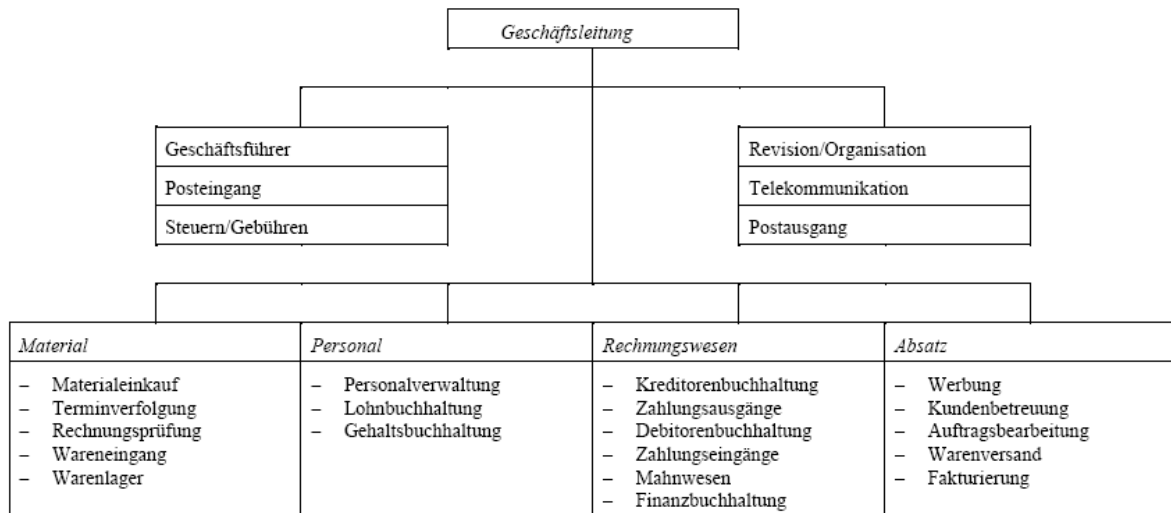 Geschäftsleitung
Geschäftsführer
Posteingang
Steuern/Gebühren
Revision/Organisation
Telekommunikation
Postausgang
Material
– Materialeinkauf
– Terminverfolgung
– Rechnungsprüfung
– Wareneingang
– Warenlager
Personal
– Personalverwaltung
– Lohnbuchhaltung
– Gehaltsbuchhaltung
Rechnungswesen
– Kreditorenbuchhaltung
– Zahlungsausgänge
– Debitorenbuchhaltung
– Zahlungseingänge
– Mahnwesen
– Finanzbuchhaltung
Absatz
– Werbung
– Kundenbetreuung
– Auftragsbearbeitung
– Warenversand
– Fakturierung